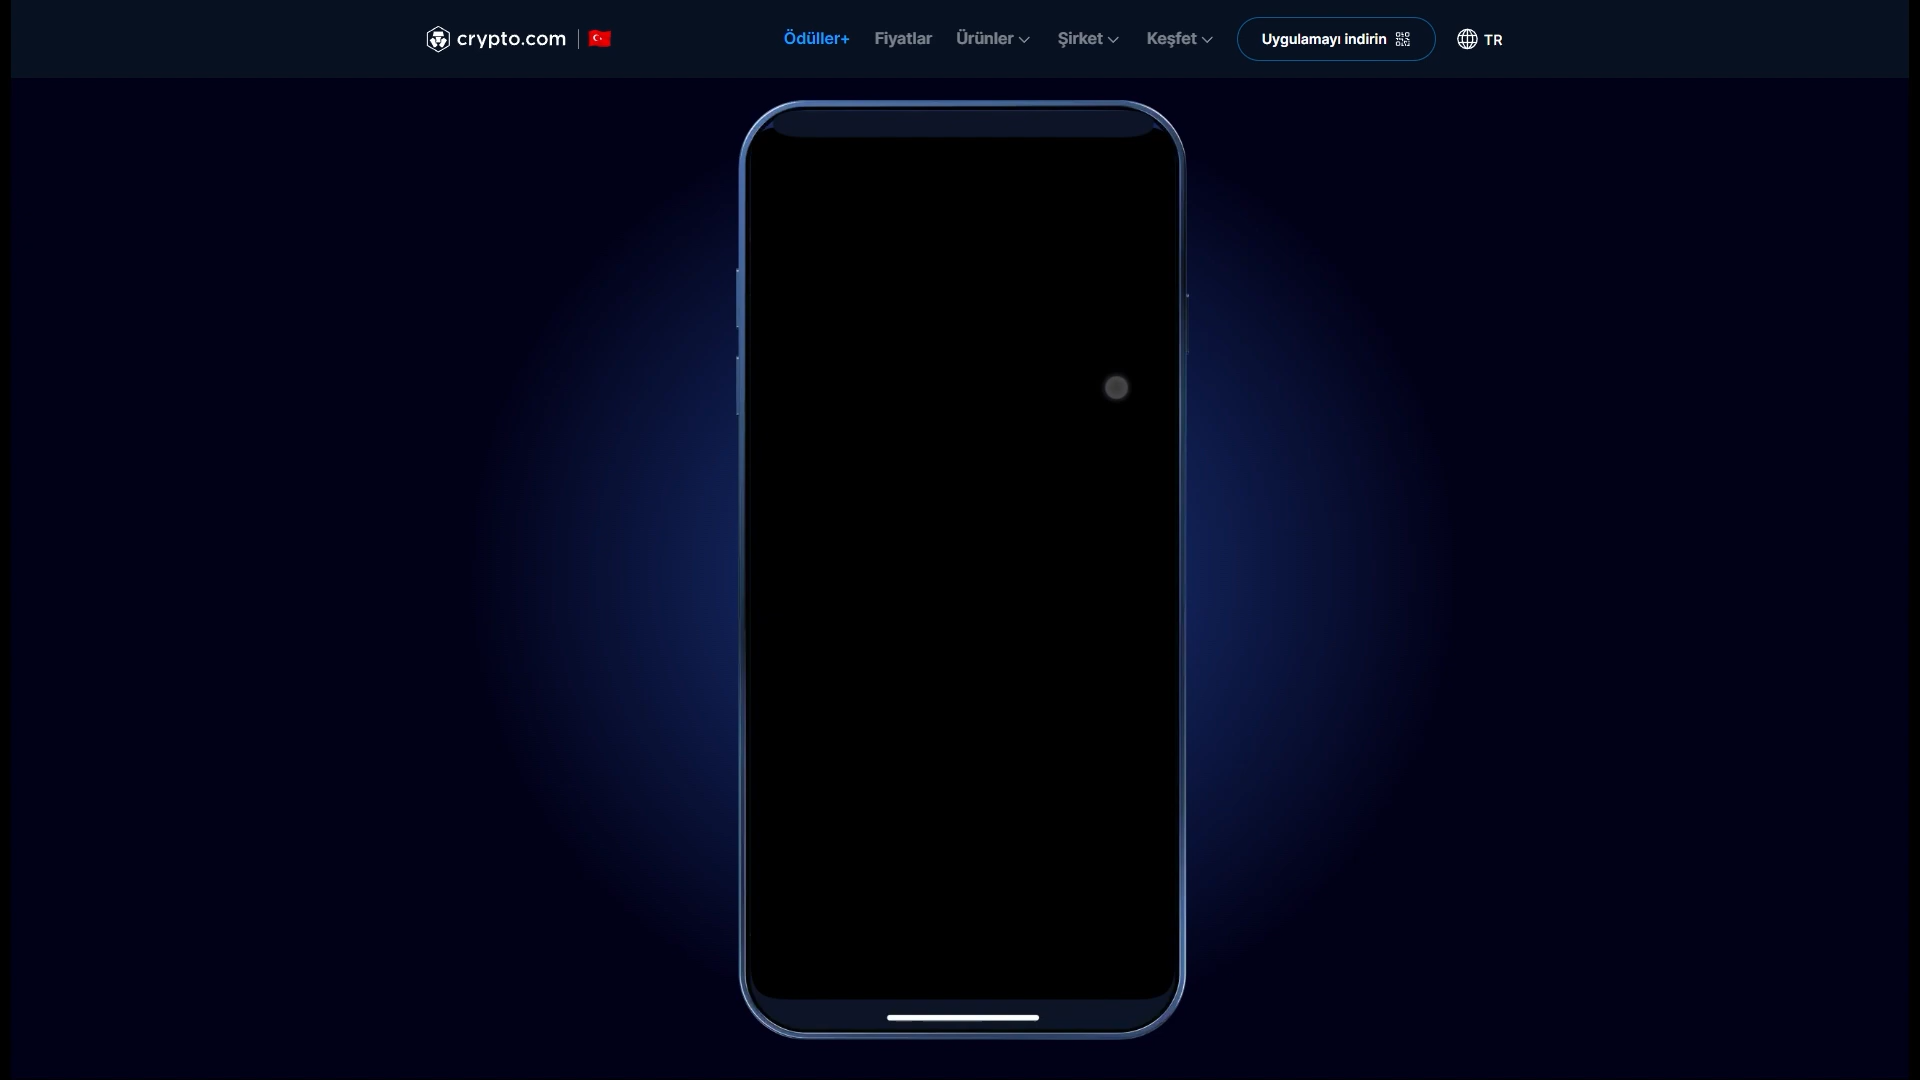 crypto.com
Ödüller+ Fiyatlar Ürünler Şirket Keşfet Uygulamayı indirin TR